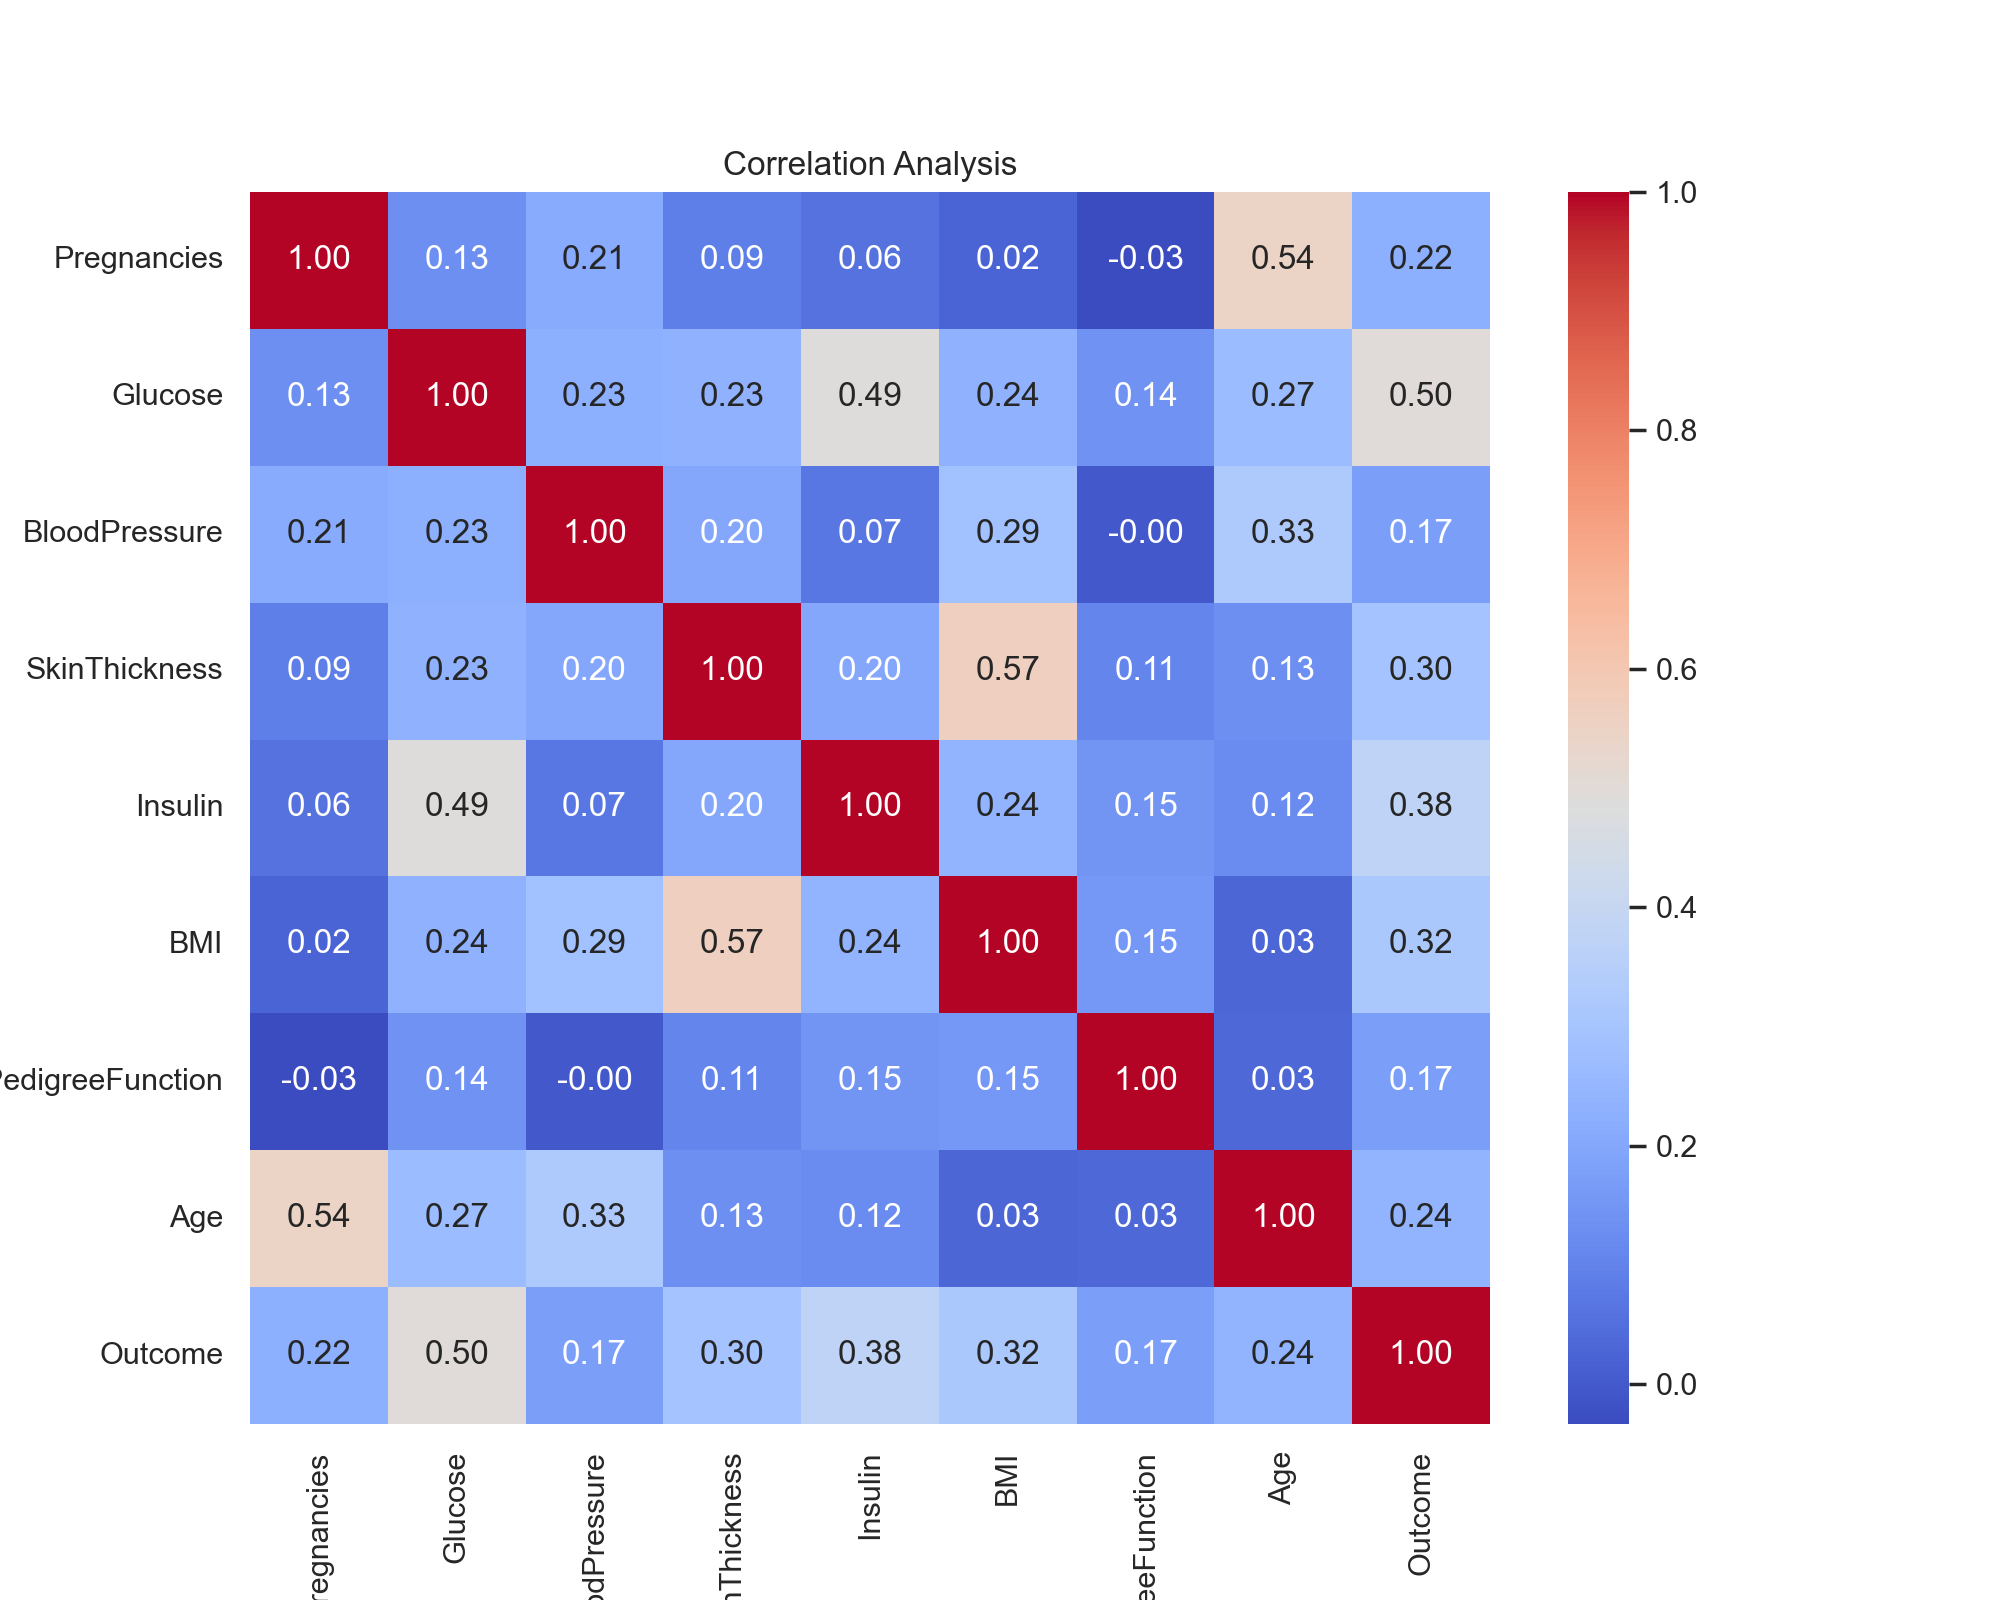 Correlation Analysis
Pregnancies 1.00 0.13 0.21 0.09 0.06 0.02 -0.03 0.54 0.22
Glucose 0.13 1.00 0.23 0.23 0.49 0.24 0.14 0.27 0.50
BloodPressure 0.21 0.23 1.00 0.20 0.07 0.29 -0.00 0.33 0.17
SkinThickness 0.09 0.23 0.20 1.00 0.20 0.57 0.11 0.13 0.30
Insulin 0.06 0.49 0.07 0.20 1.00 0.24 0.15 0.12 0.38
BMI 0.02 0.24 0.29 0.57 0.24 1.00 0.15 0.03 0.32
PedigreeFunction -0.03 0.14 -0.00 0.11 0.15 0.15 1.00 0.03 0.17
Age 0.54 0.27 0.33 0.13 0.12 0.03 0.03 1.00 0.24
Outcome 0.22 0.50 0.17 0.30 0.38 0.32 0.17 0.24 1.00
regnancies
Glucose
odPressure
nThickness
Insulin
BMI
eeFunction
Age
Outcome
1.0
0.8
0.6
0.4
0.2
0.0